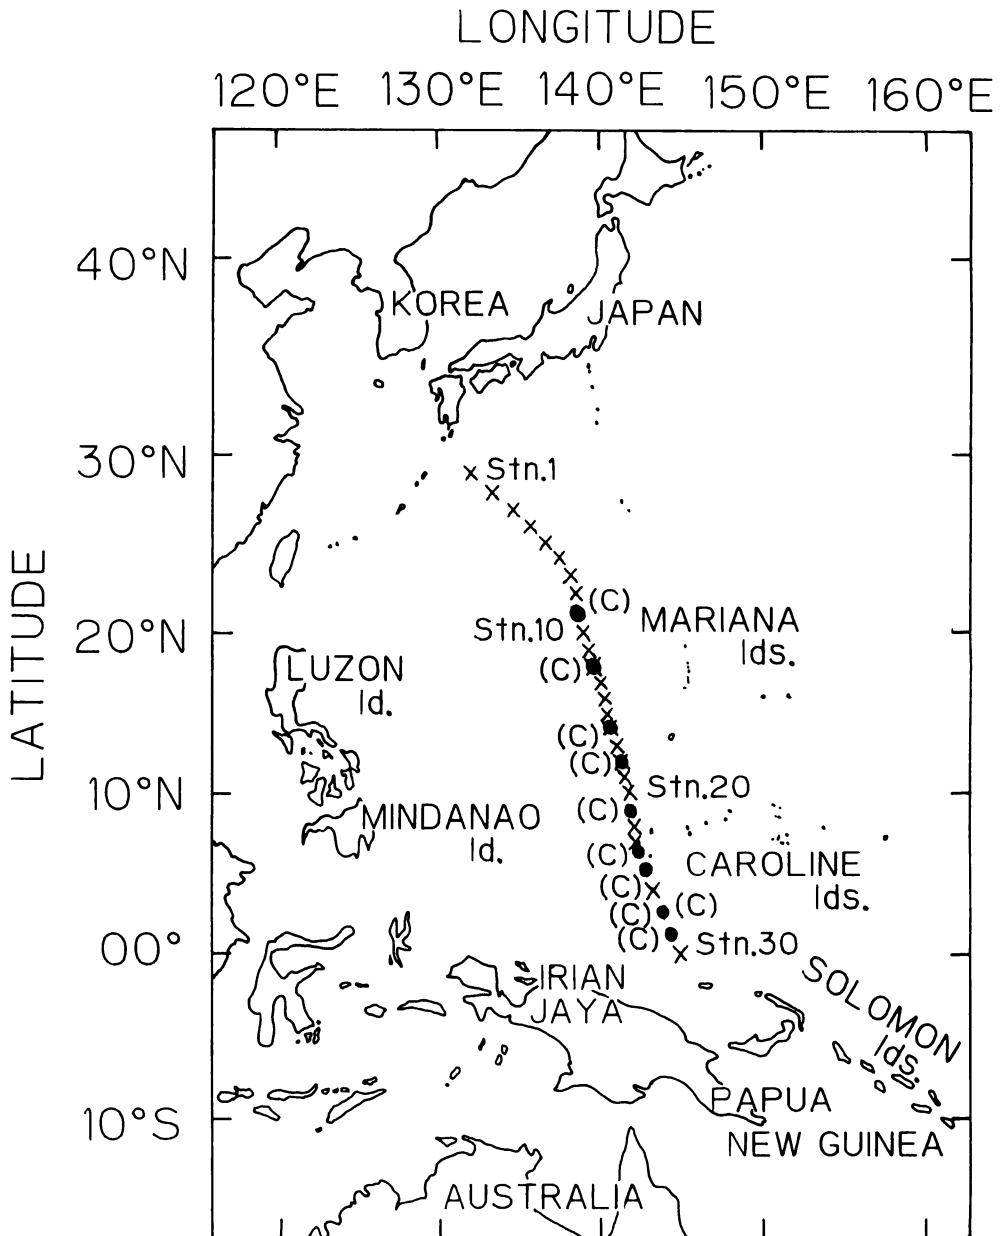 LONGITUDE
120°E 130°E 140°E 150°E 160°E
40°N
KOREA
JAPAN
30°N
Stn.1
LATITUDE
(C)
MARIANA
Ids.
20°N
Stn.10
LUZON
Id.
(C)
(C)
(C)
10°N
Stn.20
(C)
MINDANAO
Id.
(C)
CAROLINE
Ids.
(C)
(C)
(C)
(C)
00°
Stn.30
IRIAN
JAYA
SOLOMON
Ids.
10°S
PAPUA
NEW GUINEA
AUSTRALIA